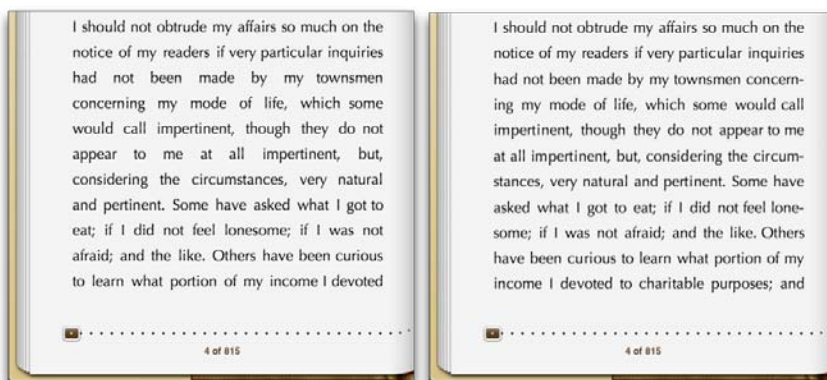 I should not obtrude my affairs so much on the
notice of my readers if very particular inquiries
had not been made by my townsmen
concerning my mode of life, which some
would call impertinent, though they do not
appear to me at all impertinent, but,
considering the circumstances, very natural
and pertinent. Some have asked what I got to
eat; if I did not feel lonesome; if I was not
afraid; and the like. Others have been curious
to learn what portion of my income I devoted
4 of 815
I should not obtrude my affairs so much on the
notice of my readers if very particular inquiries
had not been made by my townsmen concern-
ing my mode of life, which some would call
impertinent, though they do not appear to me
at all impertinent, but, considering the circum-
stances, very natural and pertinent. Some have
asked what I got to eat; if I did not feel lone-
some; if I was not afraid; and the like. Others
have been curious to learn what portion of my
income I devoted to charitable purposes; and
4 of 815